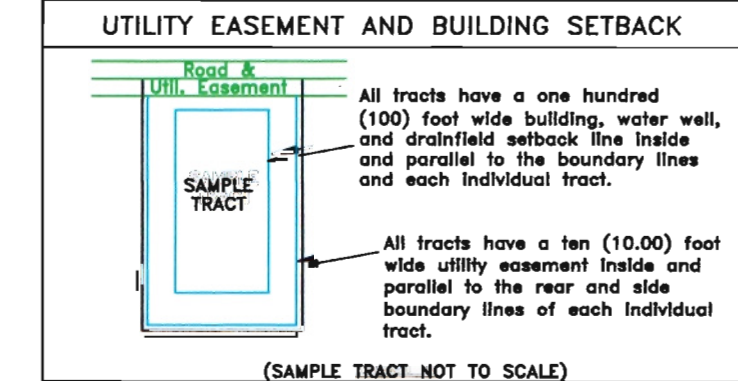 UTILITY EASEMENT AND BUILDING SETBACK
Road &
Util. Easement
All tracts have a one hundred
(100) foot wide building, water well,
and drainfield setback line inside
and parallel to the boundary lines
and each individual tract.
SAMPLE
TRACT
All tracts have a ten (10.00) foot
wide utility easement inside and
parallel to the rear and side
boundary lines of each individual
tract.
(SAMPLE TRACT NOT TO SCALE)